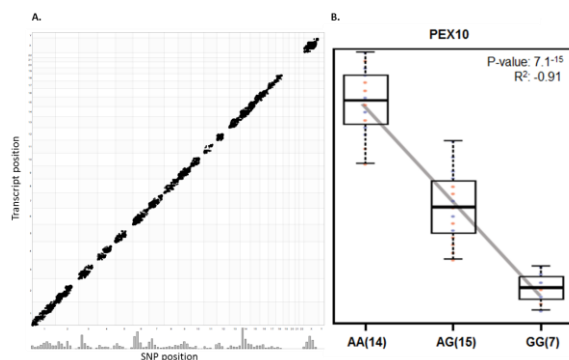 A.
Transcript position
SNP position
B.
PEX10
P-value: 7.1-15
R2: -0.91
AA(14)
AG(15)
GG(7)